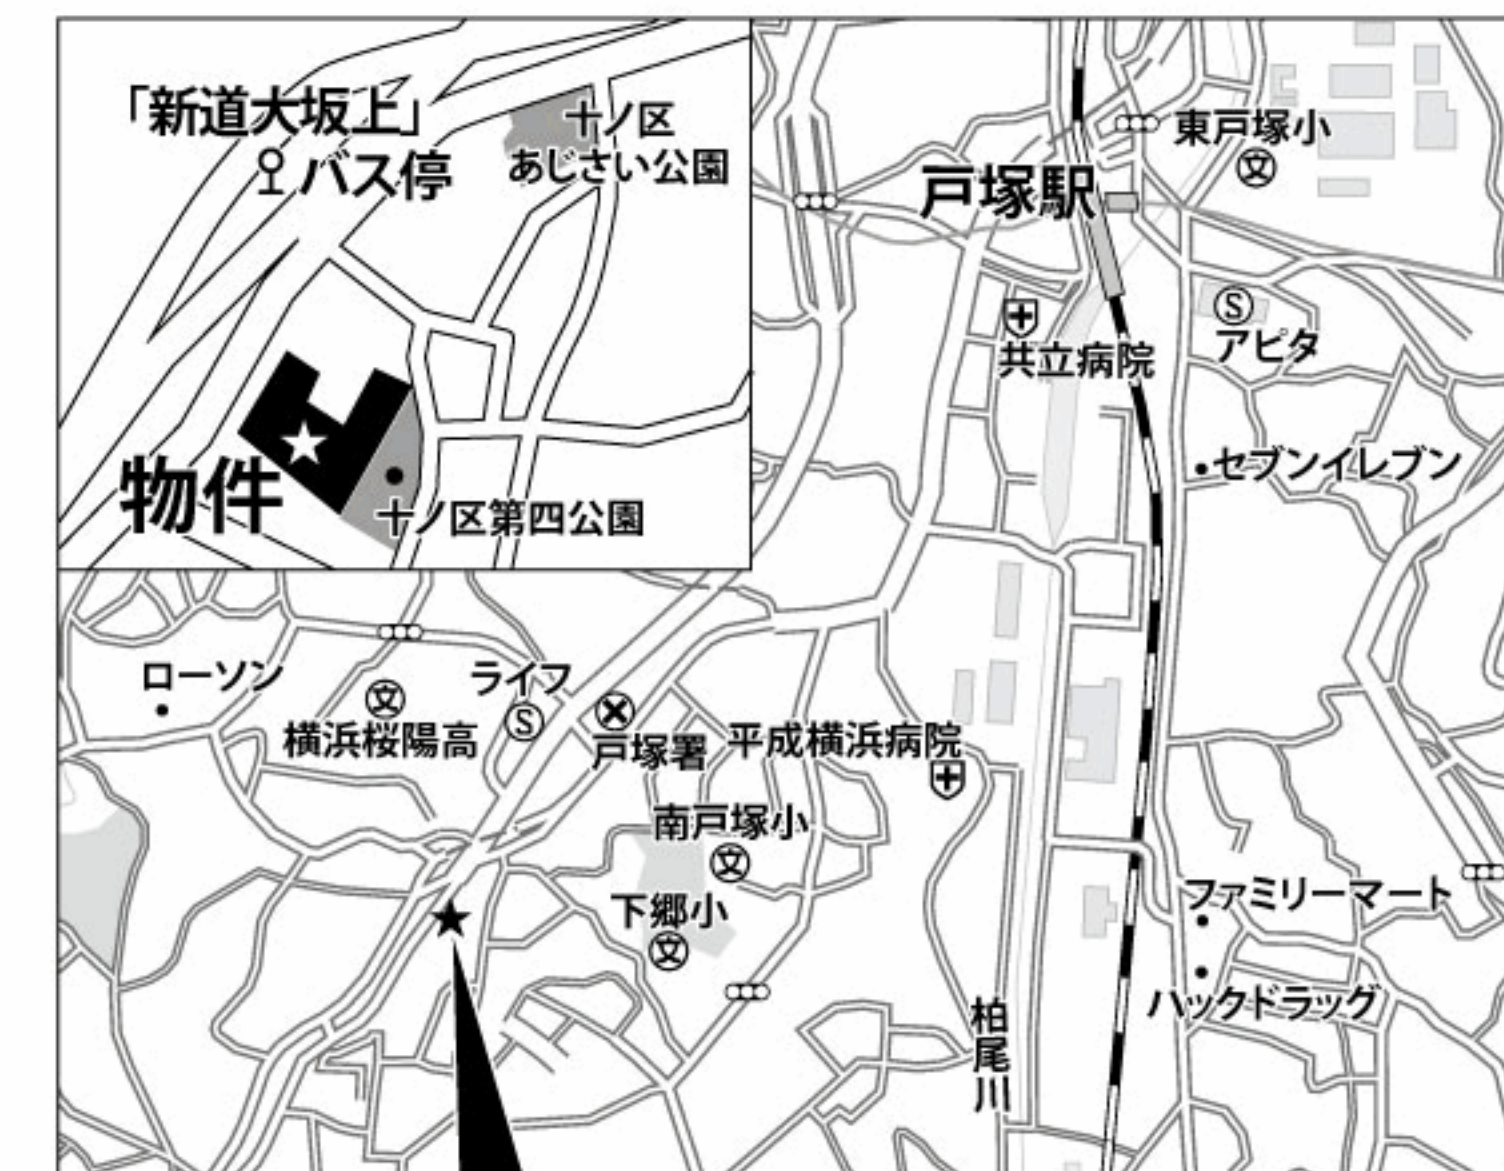 「新道大坂上」
バス停
十ノ区
あじさい公園
物件
十ノ区第四公園
東戸塚小
文
戸塚駅
S
アピタ
共立病院
セブンイレブン
ローソン
文
横浜桜陽高
ライフ
S
戸塚署
平成横浜病院
南戸塚小
文
下郷小
文
ファミリーマート
ハックドラッグ
柏尾川